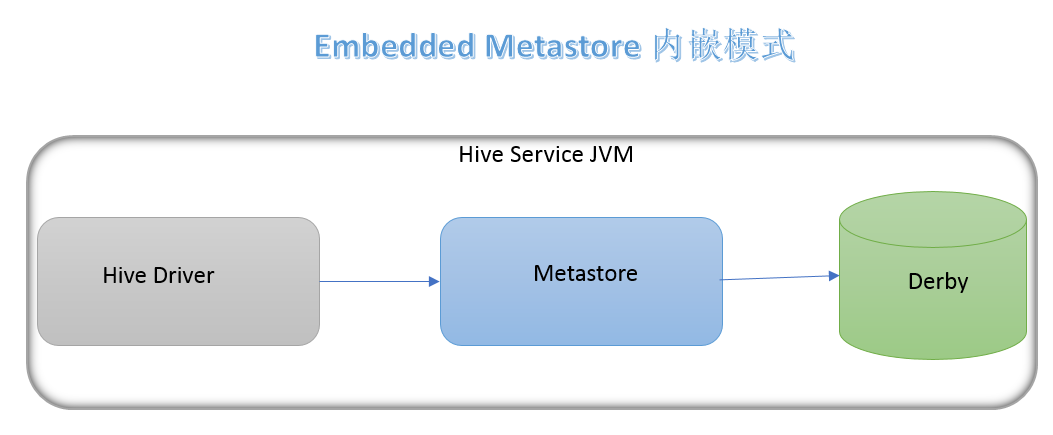 Embedded Metastore 内嵌模式
Hive Service JVM
Hive Driver
Metastore
Derby